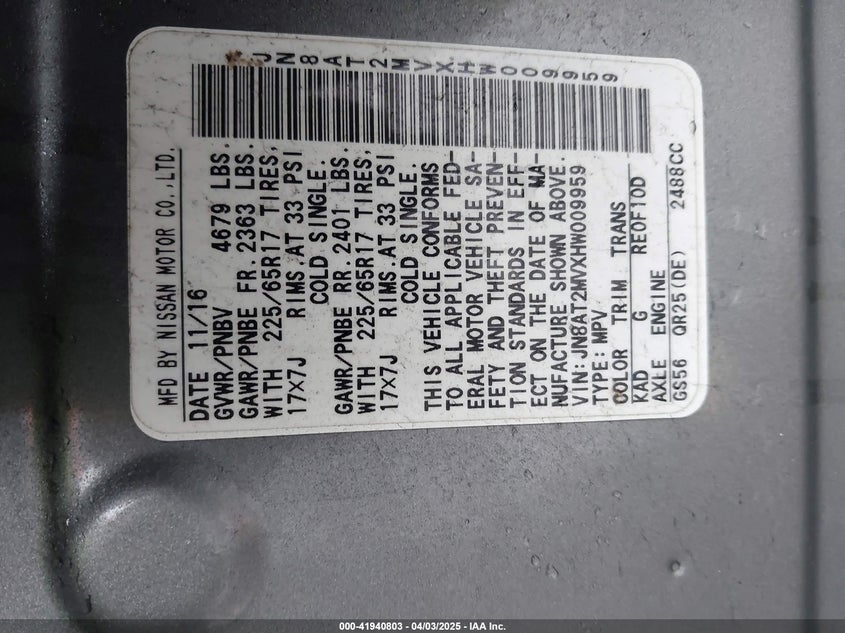 JN8AT2MVXHW009959
MFD BY NISSAN MOTOR CO.,LTD.
DATE 11/16
GVWR/PNBV 4679 LBS.
GAWR/PNBE FR.2363 LBS.
WITH 225/65R17 TIRES,
17X7J RIMS.AT 33 PSI
COLD SINGLE.
GAWR/PNBE RR.2401 LBS.
WITH 225/65R17 TIRES,
17X7J RIMS.AT 33 PSI
COLD SINGLE.
THIS VEHICLE CONFORMS
TO ALL APPLICABLE FED-
ERAL MOTOR VEHICLE SA-
FETY AND THEFT PREVEN-
TION STANDARDS IN EFF-
ECT ON THE DATE OF MA-
NUFACTURE SHOWN ABOVE.
VIN:JN8AT2MVXHW009959
TYPE: MPV
COLOR TRIM TRANS
KAD G RE0F10D
AXLE ENGINE
GS56 QR25(DE) 2488CC
000-41940803 - 04/03/2025 - IAA Inc.